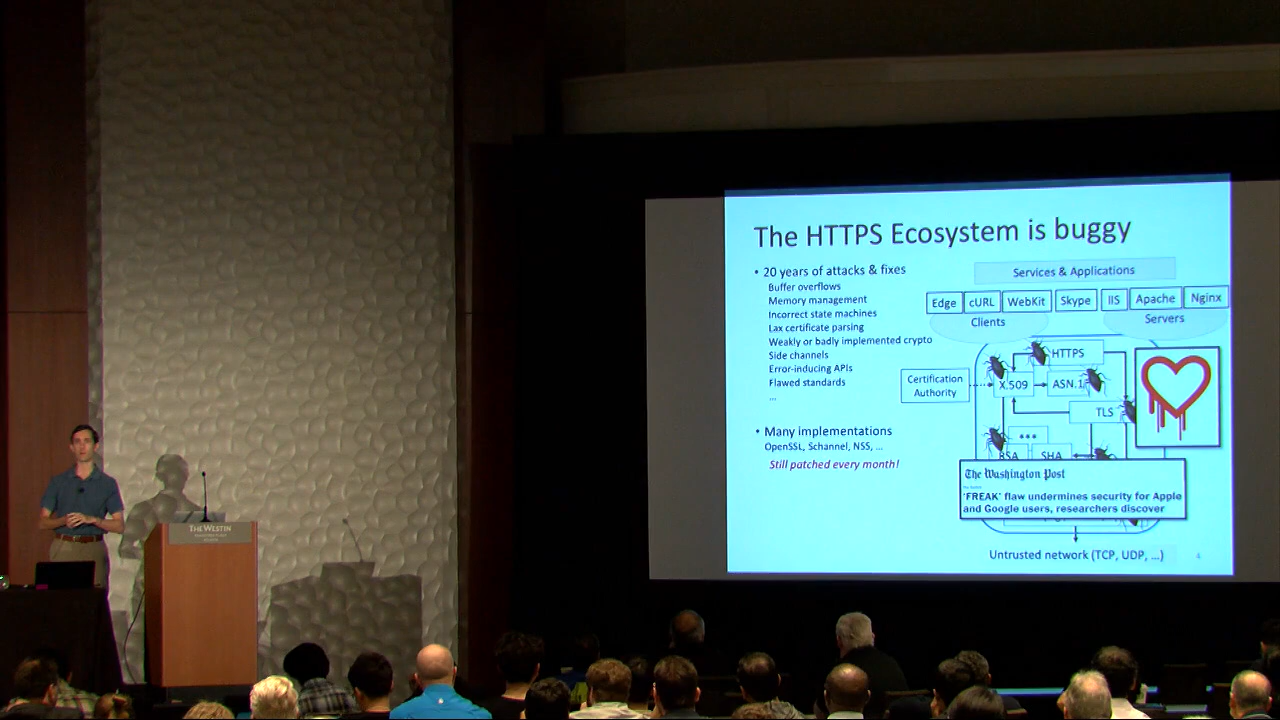 The HTTPS Ecosystem is buggy
• 20 years of attacks & fixes
Buffer overflows
Memory management
Incorrect state machines
Lax certificate parsing
Weakly or badly implemented crypto
Side channels
Error-inducing APIs
Flawed standards
...
• Many implementations
OpenSSL, Schannel, NSS, ...
Still patched every month!
Services & Applications
Edge cURL WebKit Skype IIS Apache Nginx
Clients Servers
HTTPS
Certification
Authority
X.509 ASN.1
TLS
***
RSA SHA
The Washington Post
'FREAK' flaw undermines security for Apple
and Google users, researchers discover
Untrusted network (TCP, UDP, ...)
4
THE WESTIN